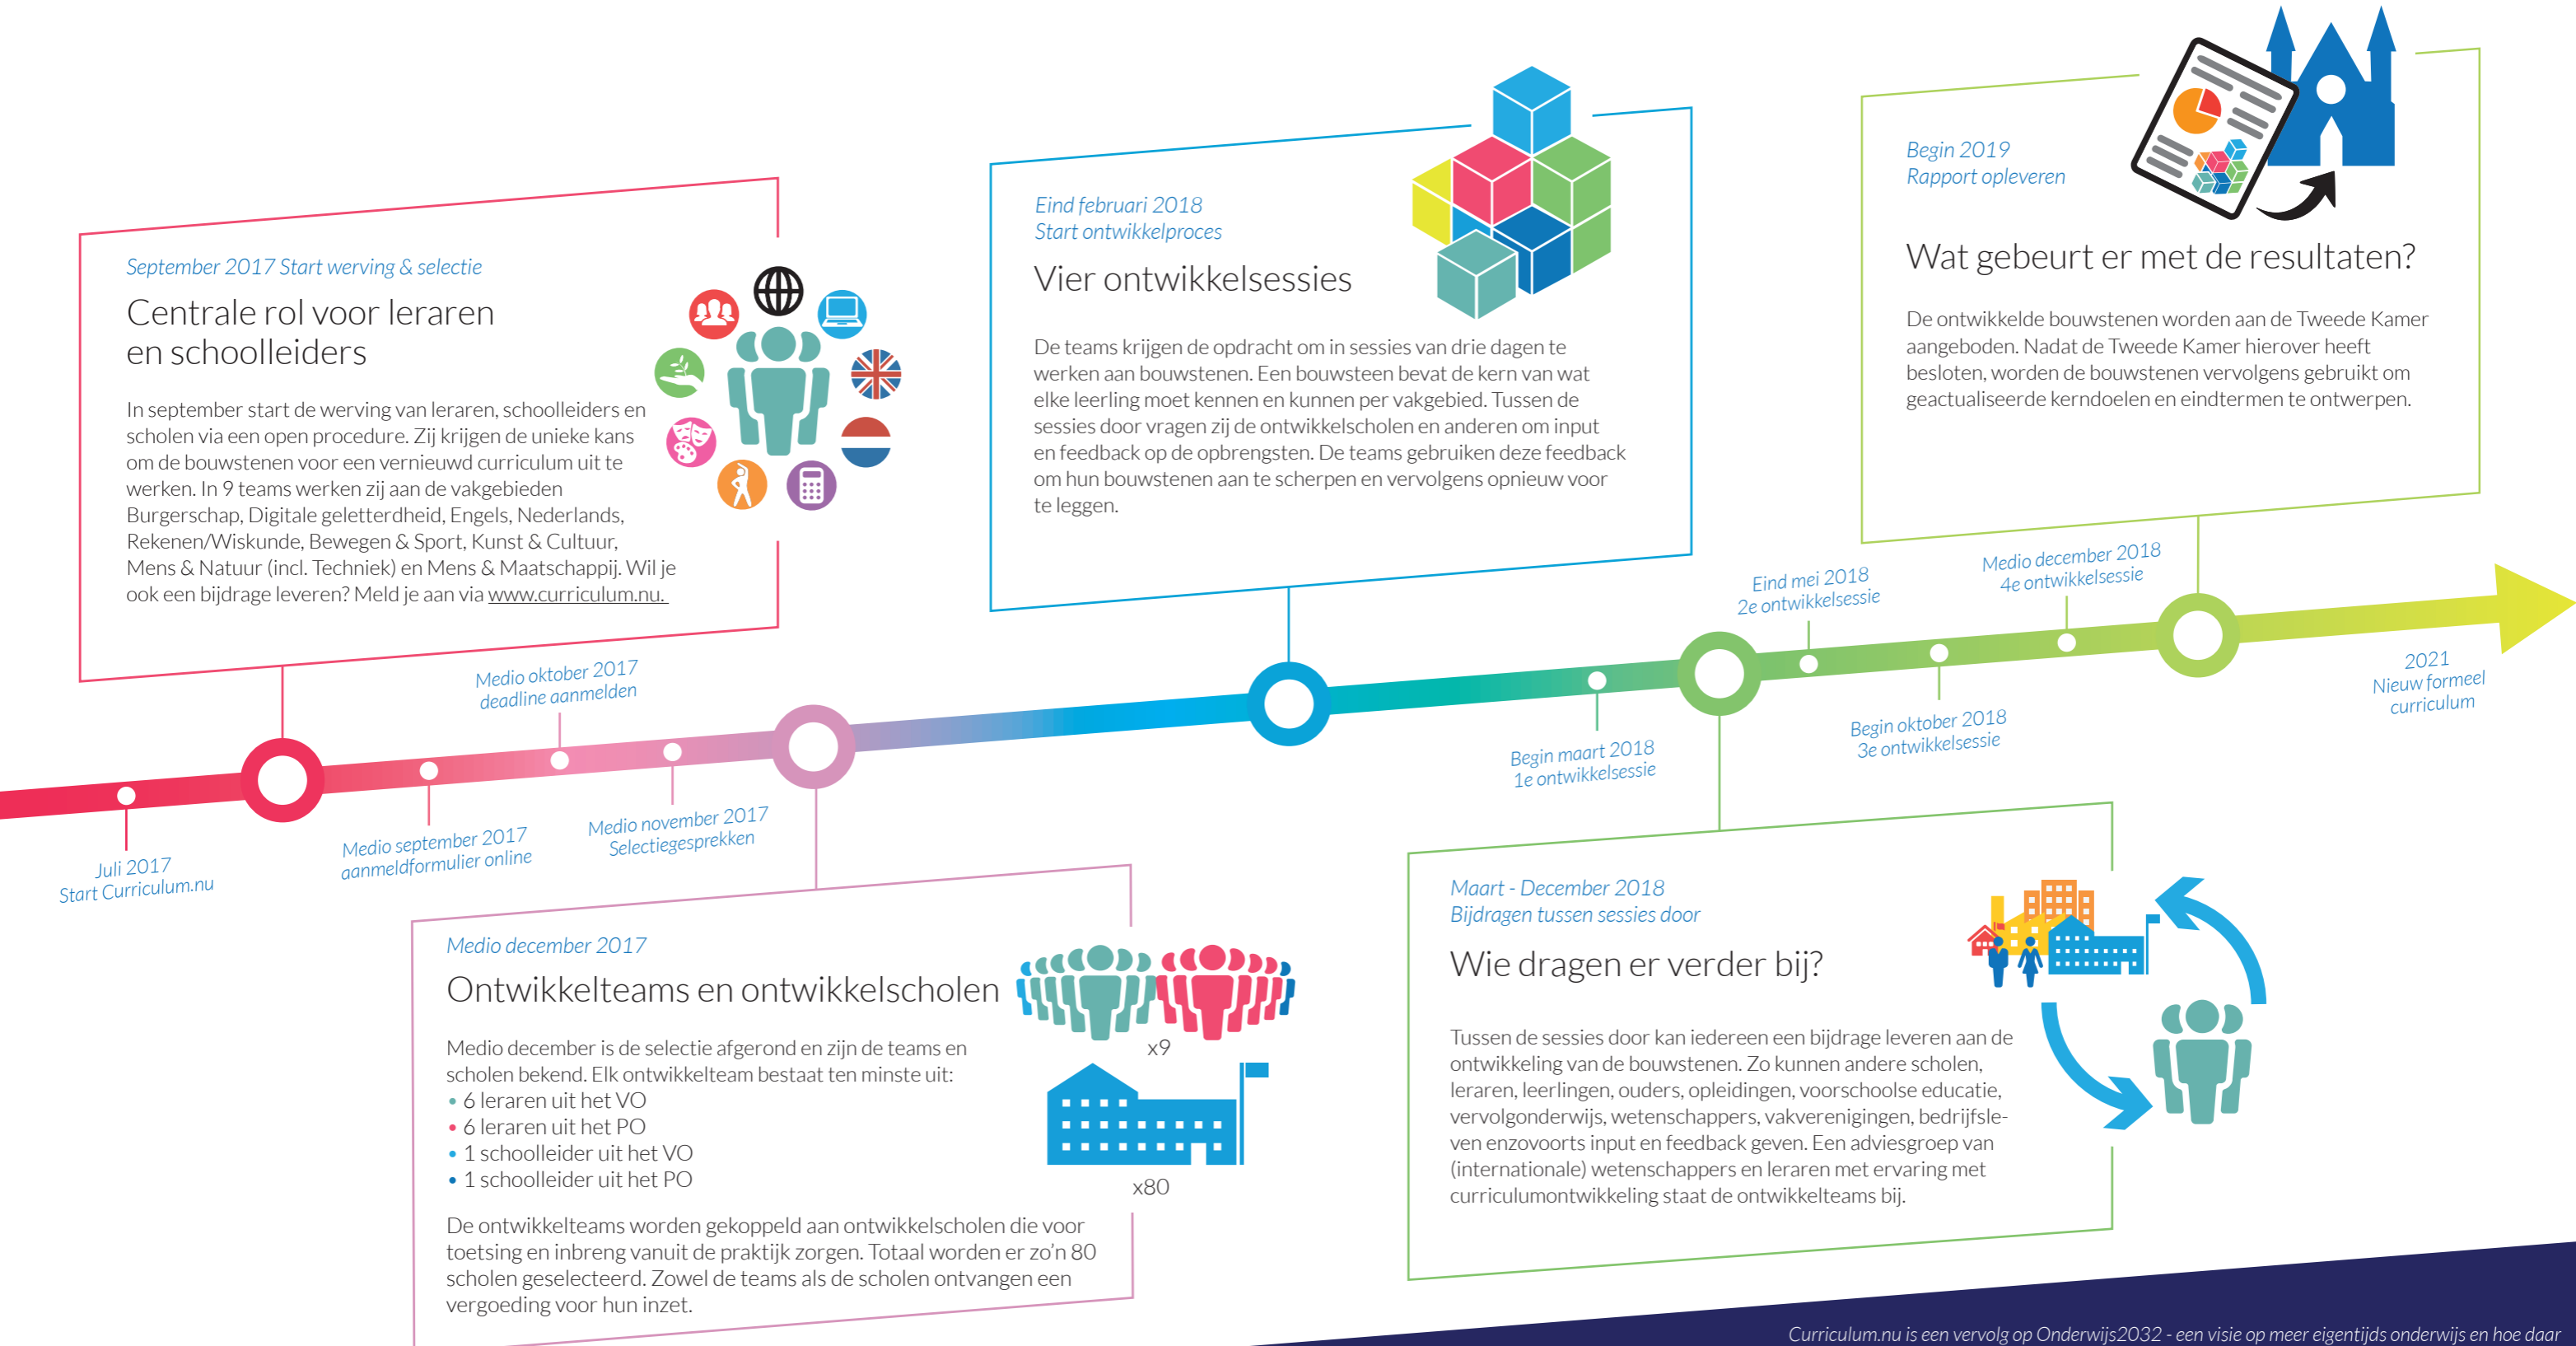 September 2017 Start werving & selectie
Centrale rol voor leraren
en schoolleiders
In september start de werving van leraren, schoolleiders en
scholen via een open procedure. Zij krijgen de unieke kans
om de bouwstenen voor een vernieuwd curriculum uit te
werken. In 9 teams werken zij aan de vakgebieden
Burgerschap, Digitale geletterdheid, Engels, Nederlands,
Rekenen/Wiskunde, Bewegen & Sport, Kunst & Cultuur,
Mens & Natuur (incl. Techniek) en Mens & Maatschappij. Wil je
ook een bijdrage leveren? Meld je aan via www.curriculum.nu.
Eind februari 2018
Start ontwikkelproces
Vier ontwikkelsessies
De teams krijgen de opdracht om in sessies van drie dagen te
werken aan bouwstenen. Een bouwsteen bevat de kern van wat
elke leerling moet kennen en kunnen per vakgebied. Tussen de
sessies door vragen zij de ontwikkelscholen en anderen om input
en feedback op de opbrengsten. De teams gebruiken deze feedback
om hun bouwstenen aan te scherpen en vervolgens opnieuw voor
te leggen.
Begin 2019
Rapport opleveren
Wat gebeurt er met de resultaten?
De ontwikkelde bouwstenen worden aan de Tweede Kamer
aangeboden. Nadat de Tweede Kamer hierover heeft
besloten, worden de bouwstenen vervolgens gebruikt om
geactualiseerde kerndoelen en eindtermen te ontwerpen.
Juli 2017
Start Curriculum.nu
Medio september 2017
aanmeldformulier online
Medio oktober 2017
deadline aanmelden
Medio november 2017
Selectiegesprekken
Begin maart 2018
1e ontwikkelsessie
Eind mei 2018
2e ontwikkelsessie
Begin oktober 2018
3e ontwikkelsessie
Medio december 2018
4e ontwikkelsessie
2021
Nieuw formeel
curriculum
Medio december 2017
Ontwikkelteams en ontwikkelscholen
Medio december is de selectie afgerond en zijn de teams en
scholen bekend. Elk ontwikkelteam bestaat ten minste uit:
• 6 leraren uit het VO
• 6 leraren uit het PO
• 1 schoolleider uit het VO
• 1 schoolleider uit het PO
x9
x80
De ontwikkelteams worden gekoppeld aan ontwikkelscholen die voor
toetsing en inbreng vanuit de praktijk zorgen. Totaal worden er zo'n 80
scholen geselecteerd. Zowel de teams als de scholen ontvangen een
vergoeding voor hun inzet.
Maart - December 2018
Bijdragen tussen sessies door
Wie dragen er verder bij?
Tussen de sessies door kan iedereen een bijdrage leveren aan de
ontwikkeling van de bouwstenen. Zo kunnen andere scholen,
leraren, leerlingen, ouders, opleidingen, voorschoolse educatie,
vervolgonderwijs, wetenschappers, vakverenigingen, bedrijfsle-
ven enzovoorts input en feedback geven. Een adviesgroep van
(internationale) wetenschappers en leraren met ervaring met
curriculumontwikkeling staat de ontwikkelteams bij.
Curriculum.nu is een vervolg op Onderwijs2032 - een visie op meer eigentijds onderwijs en hoe daar